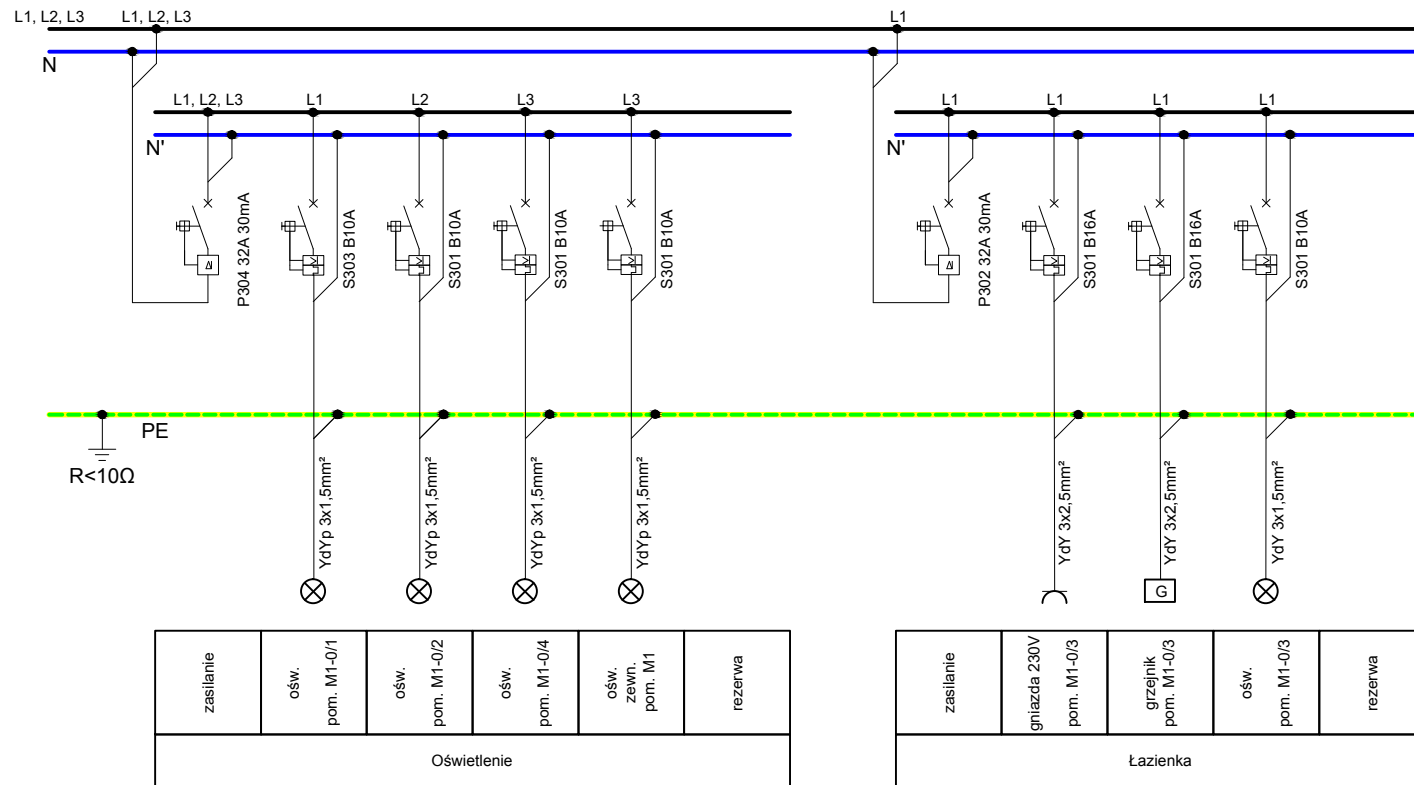 L1, L2, L3
L1, L2, L3
L1
N
L1, L2, L3
L1
L2
L3
L3
L1
L1
L1
L1
N'
N'
P304 32A 30mA
S303 B10A
S301 B10A
S301 B10A
S301 B10A
P302 32A 30mA
S301 B16A
S301 B16A
S301 B10A
PE
R<10Ω
YdYp 3x1,5mm²
YdYp 3x1,5mm²
YdYp 3x1,5mm²
YdYp 3x1,5mm²
YdY 3x2,5mm²
YdY 3x2,5mm²
YdY 3x1,5mm²
G
zasilanie
ośw.
pom. M1-0/1
ośw.
pom. M1-0/2
ośw.
pom. M1-0/4
ośw.
zewn.
pom. M1
rezerwa
zasilanie
gniazda 230V
pom. M1-0/3
grzejnik
pom. M1-0/3
ośw.
pom. M1-0/3
rezerwa
Oświetlenie
Łazienka